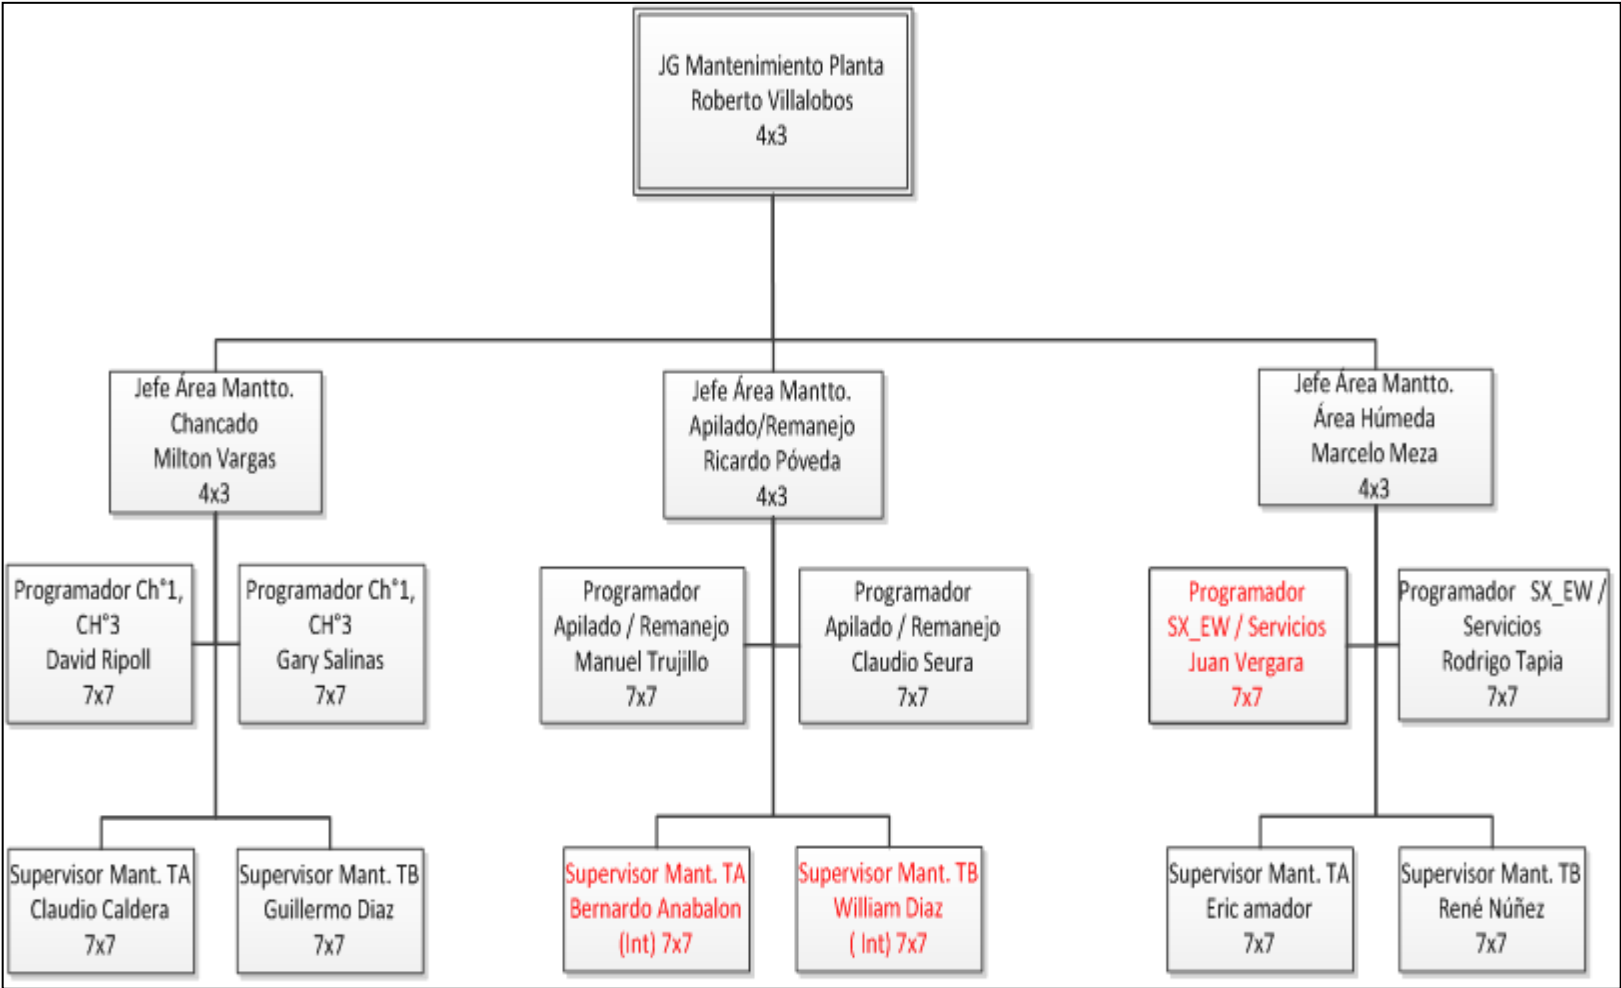 JG Mantenimiento Planta
Roberto Villalobos
4x3
Jefe Área Mantto.
Chancado
Milton Vargas
4x3
Jefe Área Mantto.
Apilado/Remanejo
Ricardo Póveda
4x3
Jefe Área Mantto.
Área Húmeda
Marcelo Meza
4x3
Programador Ch°1,
CH°3
David Ripoll
7x7
Programador Ch°1,
CH°3
Gary Salinas
7x7
Programador
Apilado / Remanejo
Manuel Trujillo
7x7
Programador
Apilado / Remanejo
Claudio Seura
7x7
Programador
SX_EW / Servicios
Juan Vergara
7x7
Programador SX_EW /
Servicios
Rodrigo Tapia
7x7
Supervisor Mant. TA
Claudio Caldera
7x7
Supervisor Mant. TB
Guillermo Diaz
7x7
Supervisor Mant. TA
Bernardo Anabalon
(Int) 7x7
Supervisor Mant. TB
William Diaz
( Int) 7x7
Supervisor Mant. TA
Eric amador
7x7
Supervisor Mant. TB
René Núñez
7x7